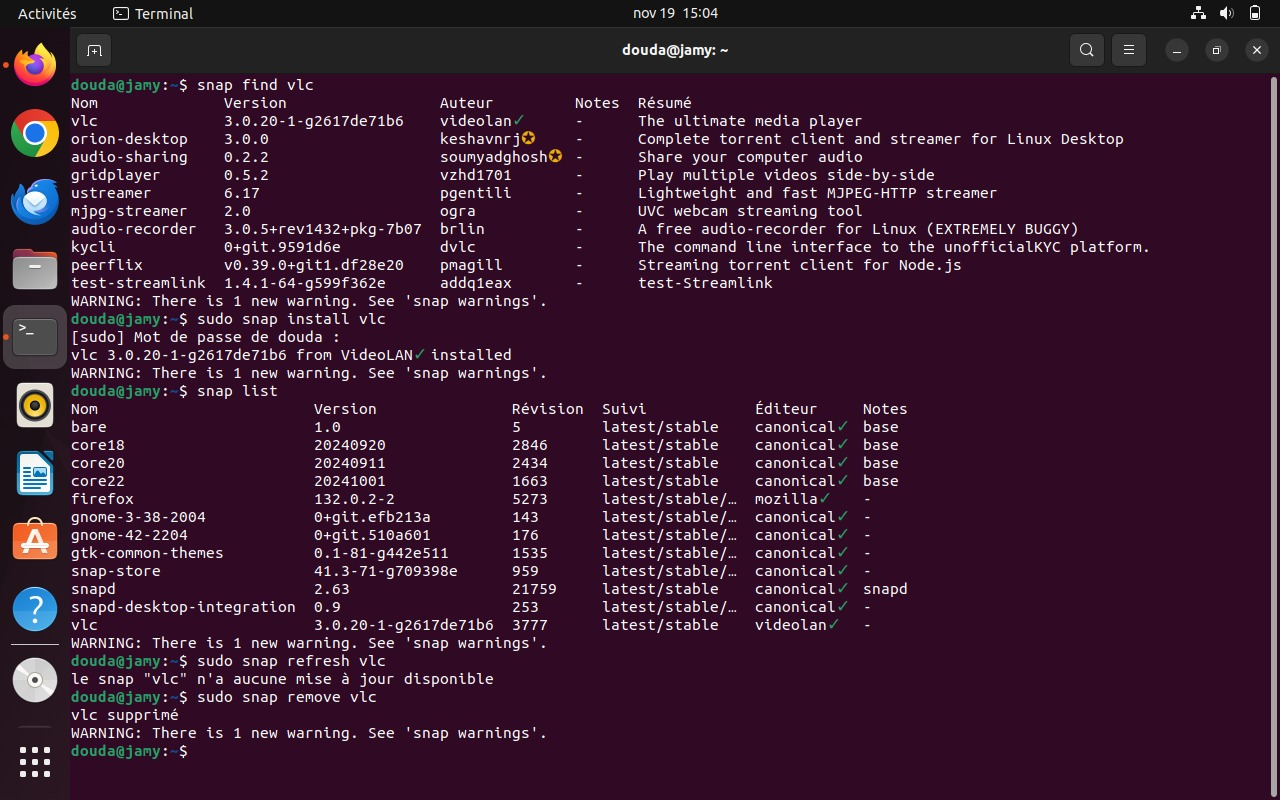 Activités Terminal nov 19 15:04
douda@jamy: ~
douda@jamy:~$ snap find vlc
Nom Version Auteur Notes Résumé
vlc 3.0.20-1-g2617de71b6 videolan✓ - The ultimate media player
orion-desktop 3.0.0 keshavnrj✪ - Complete torrent client and streamer for Linux Desktop
audio-sharing 0.2.2 soumyadghosh✪ - Share your computer audio
gridplayer 0.5.2 vzhd1701 - Play multiple videos side-by-side
ustreamer 6.17 pgentili - Lightweight and fast MJPEG-HTTP streamer
mjpg-streamer 2.0 ogra - UVC webcam streaming tool
audio-recorder 3.0.5+rev1432+pkg-7b07 brlin - A free audio-recorder for Linux (EXTREMELY BUGGY)
kycli 0+git.9591d6e dvlc - The command line interface to the unofficialKYC platform.
peerflix v0.39.0+git1.df28e20 pmagill - Streaming torrent client for Node.js
test-streamlink 1.4.1-64-g599f362e addq1eax - test-Streamlink
WARNING: There is 1 new warning. See 'snap warnings'.
douda@jamy:~$ sudo snap install vlc
[sudo] Mot de passe de douda :
vlc 3.0.20-1-g2617de71b6 from VideoLAN✓ installed
WARNING: There is 1 new warning. See 'snap warnings'.
douda@jamy:~$ snap list
Nom Version Révision Suivi Éditeur Notes
bare 1.0 5 latest/stable canonical✓ base
core18 20240920 2846 latest/stable canonical✓ base
core20 20240911 2434 latest/stable canonical✓ base
core22 20241001 1663 latest/stable canonical✓ base
firefox 132.0.2-2 5273 latest/stable/… mozilla✓ -
gnome-3-38-2004 0+git.efb213a 143 latest/stable/… canonical✓ -
gnome-42-2204 0+git.510a601 176 latest/stable/… canonical✓ -
gtk-common-themes 0.1-81-g442e511 1535 latest/stable/… canonical✓ -
snap-store 41.3-71-g709398e 959 latest/stable/… canonical✓ -
snapd 2.63 21759 latest/stable canonical✓ snapd
snapd-desktop-integration 0.9 253 latest/stable/… canonical✓ -
vlc 3.0.20-1-g2617de71b6 3777 latest/stable videolan✓ -
WARNING: There is 1 new warning. See 'snap warnings'.
douda@jamy:~$ sudo snap refresh vlc
le snap "vlc" n'a aucune mise à jour disponible
douda@jamy:~$ sudo snap remove vlc
vlc supprimé
WARNING: There is 1 new warning. See 'snap warnings'.
douda@jamy:~$